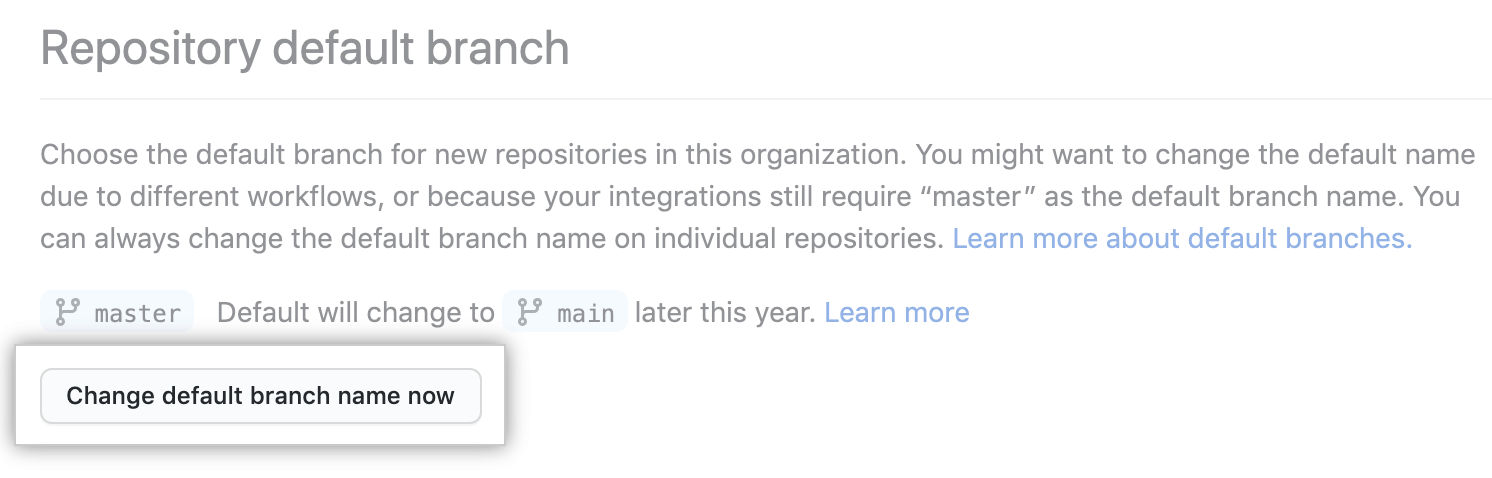 Repository default branch
Choose the default branch for new repositories in this organization. You might want to change the default name
due to different workflows, or because your integrations still require “master” as the default branch name. You
can always change the default branch name on individual repositories. Learn more about default branches.
master Default will change to main later this year. Learn more
Change default branch name now